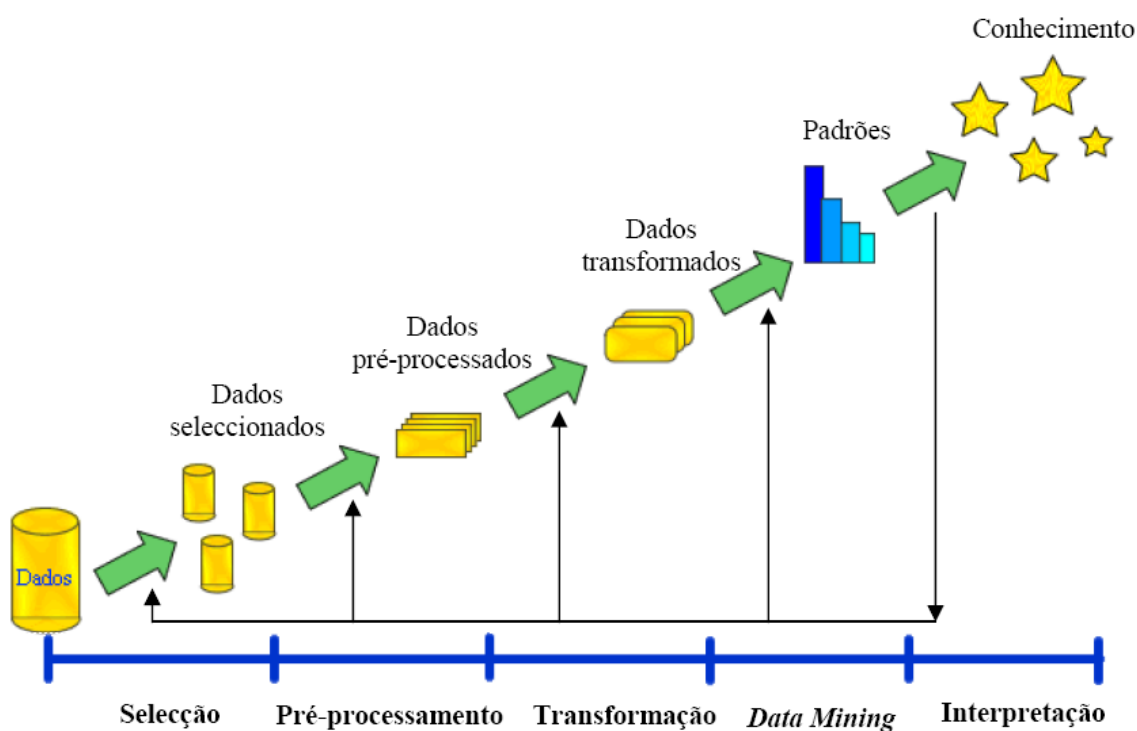 Conhecimento
Padrões
Dados
transformados
Dados
pré-processados
Dados
seleccionados
Dados
Selecção
Pré-processamento
Transformação
Data Mining
Interpretação